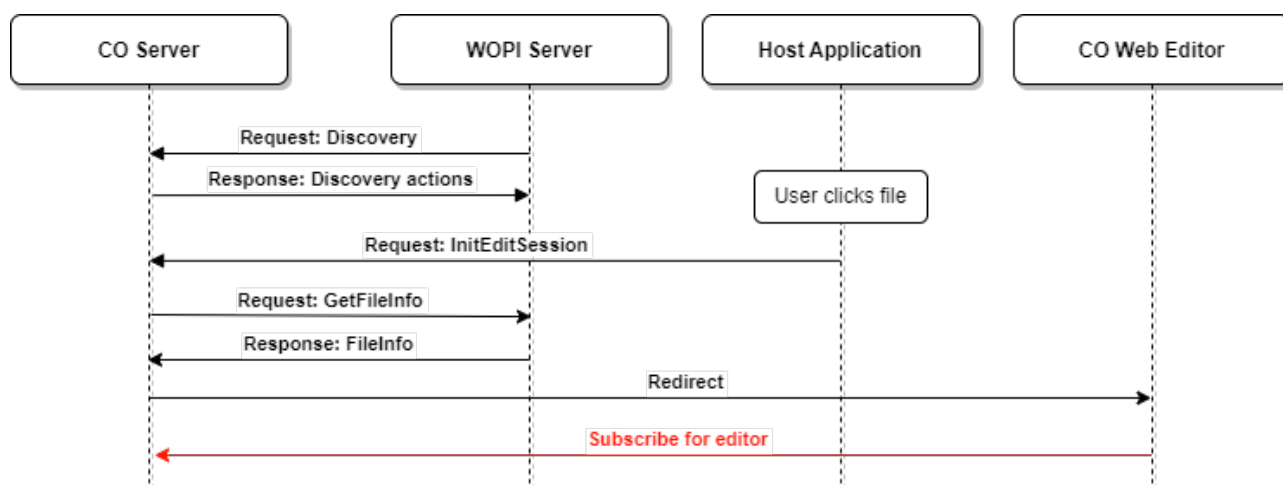 CO Server
WOPI Server
Host Application
CO Web Editor
Request: Discovery
Response: Discovery actions
User clicks file
Request: InitEditSession
Request: GetFileInfo
Response: FileInfo
Redirect
Subscribe for editor